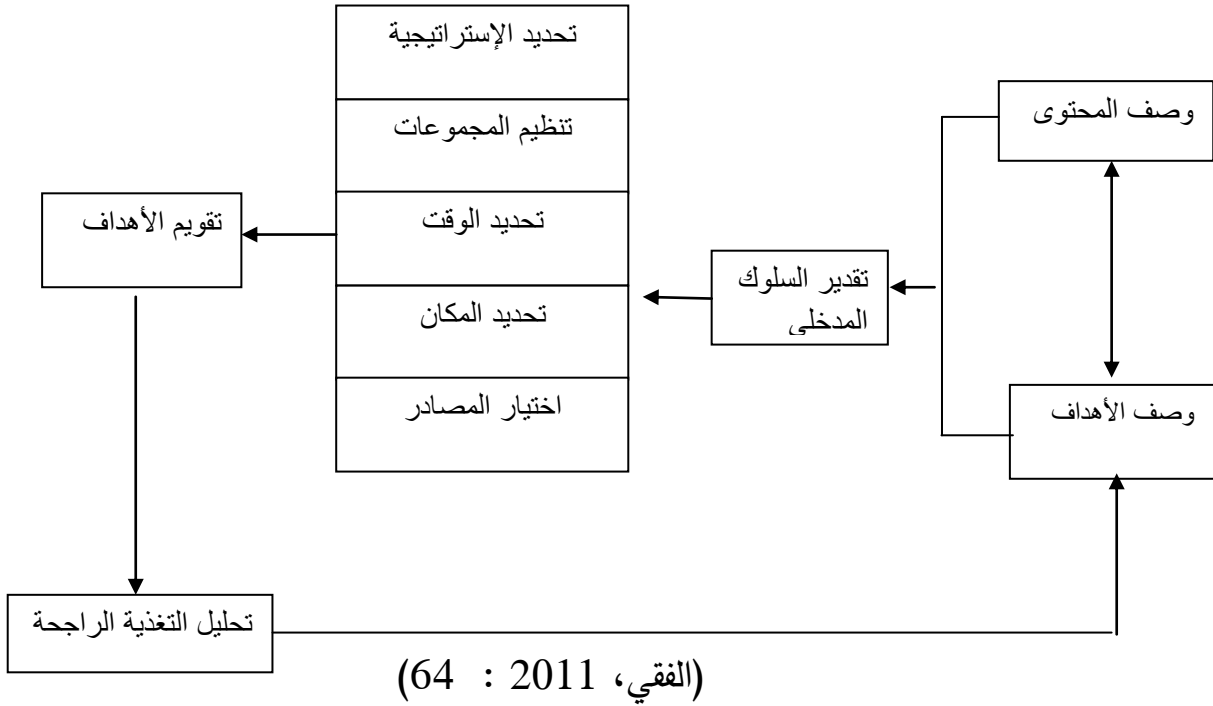 وصف المحتوى
وصف الأهداف
تقدير السلوك
المدخلي
تحديد الإستراتيجية
تنظيم المجموعات
تحديد الوقت
تحديد المكان
اختيار المصادر
تقويم الأهداف
تحليل التغذية الراجحة
(الفقي، 2011 : 64)